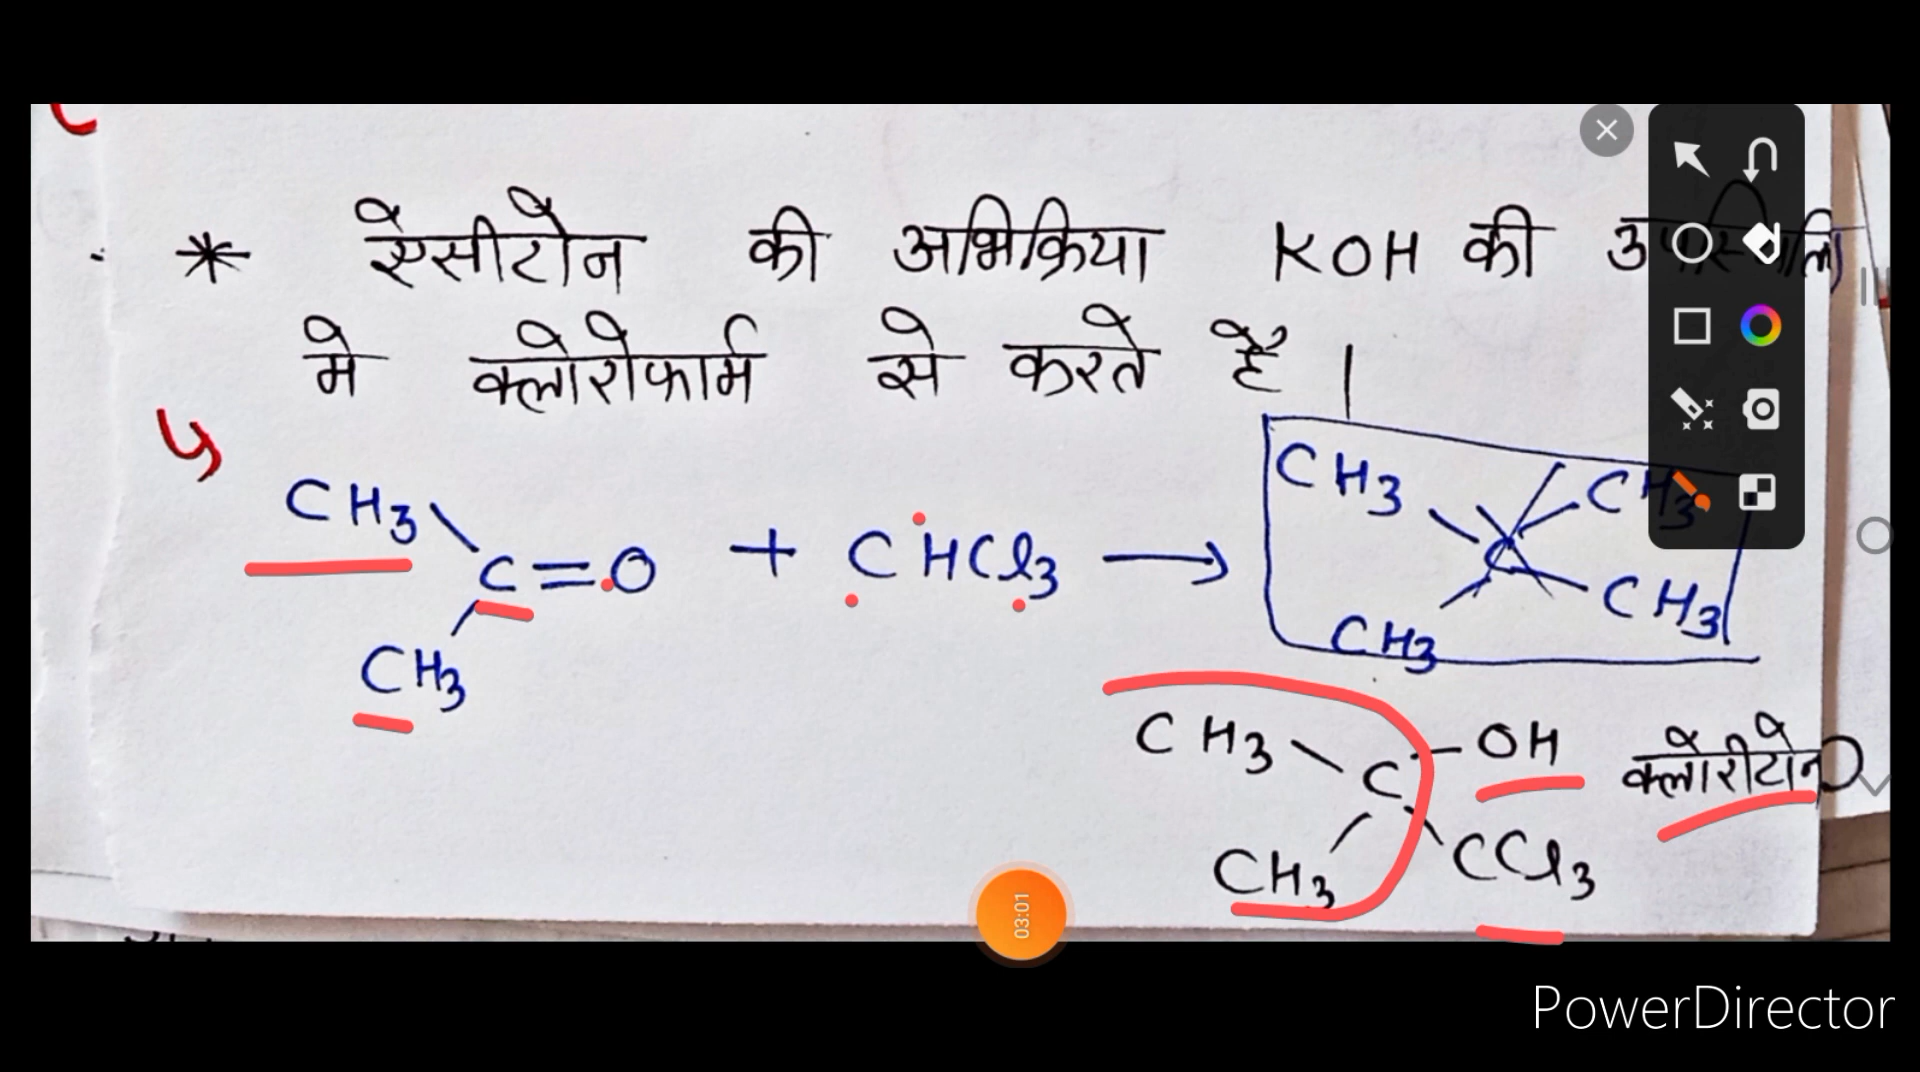 * ऐसीटोन की अभिक्रिया KOH की
मे क्लोरोफार्म से करते है ।
CH3
C=O + CHCl3 →
CH3
CH3 CH3
C
CH3 CH3
CH3 OH क्लोरीटोन
C
CH3 CCl3
03:01
PowerDirector